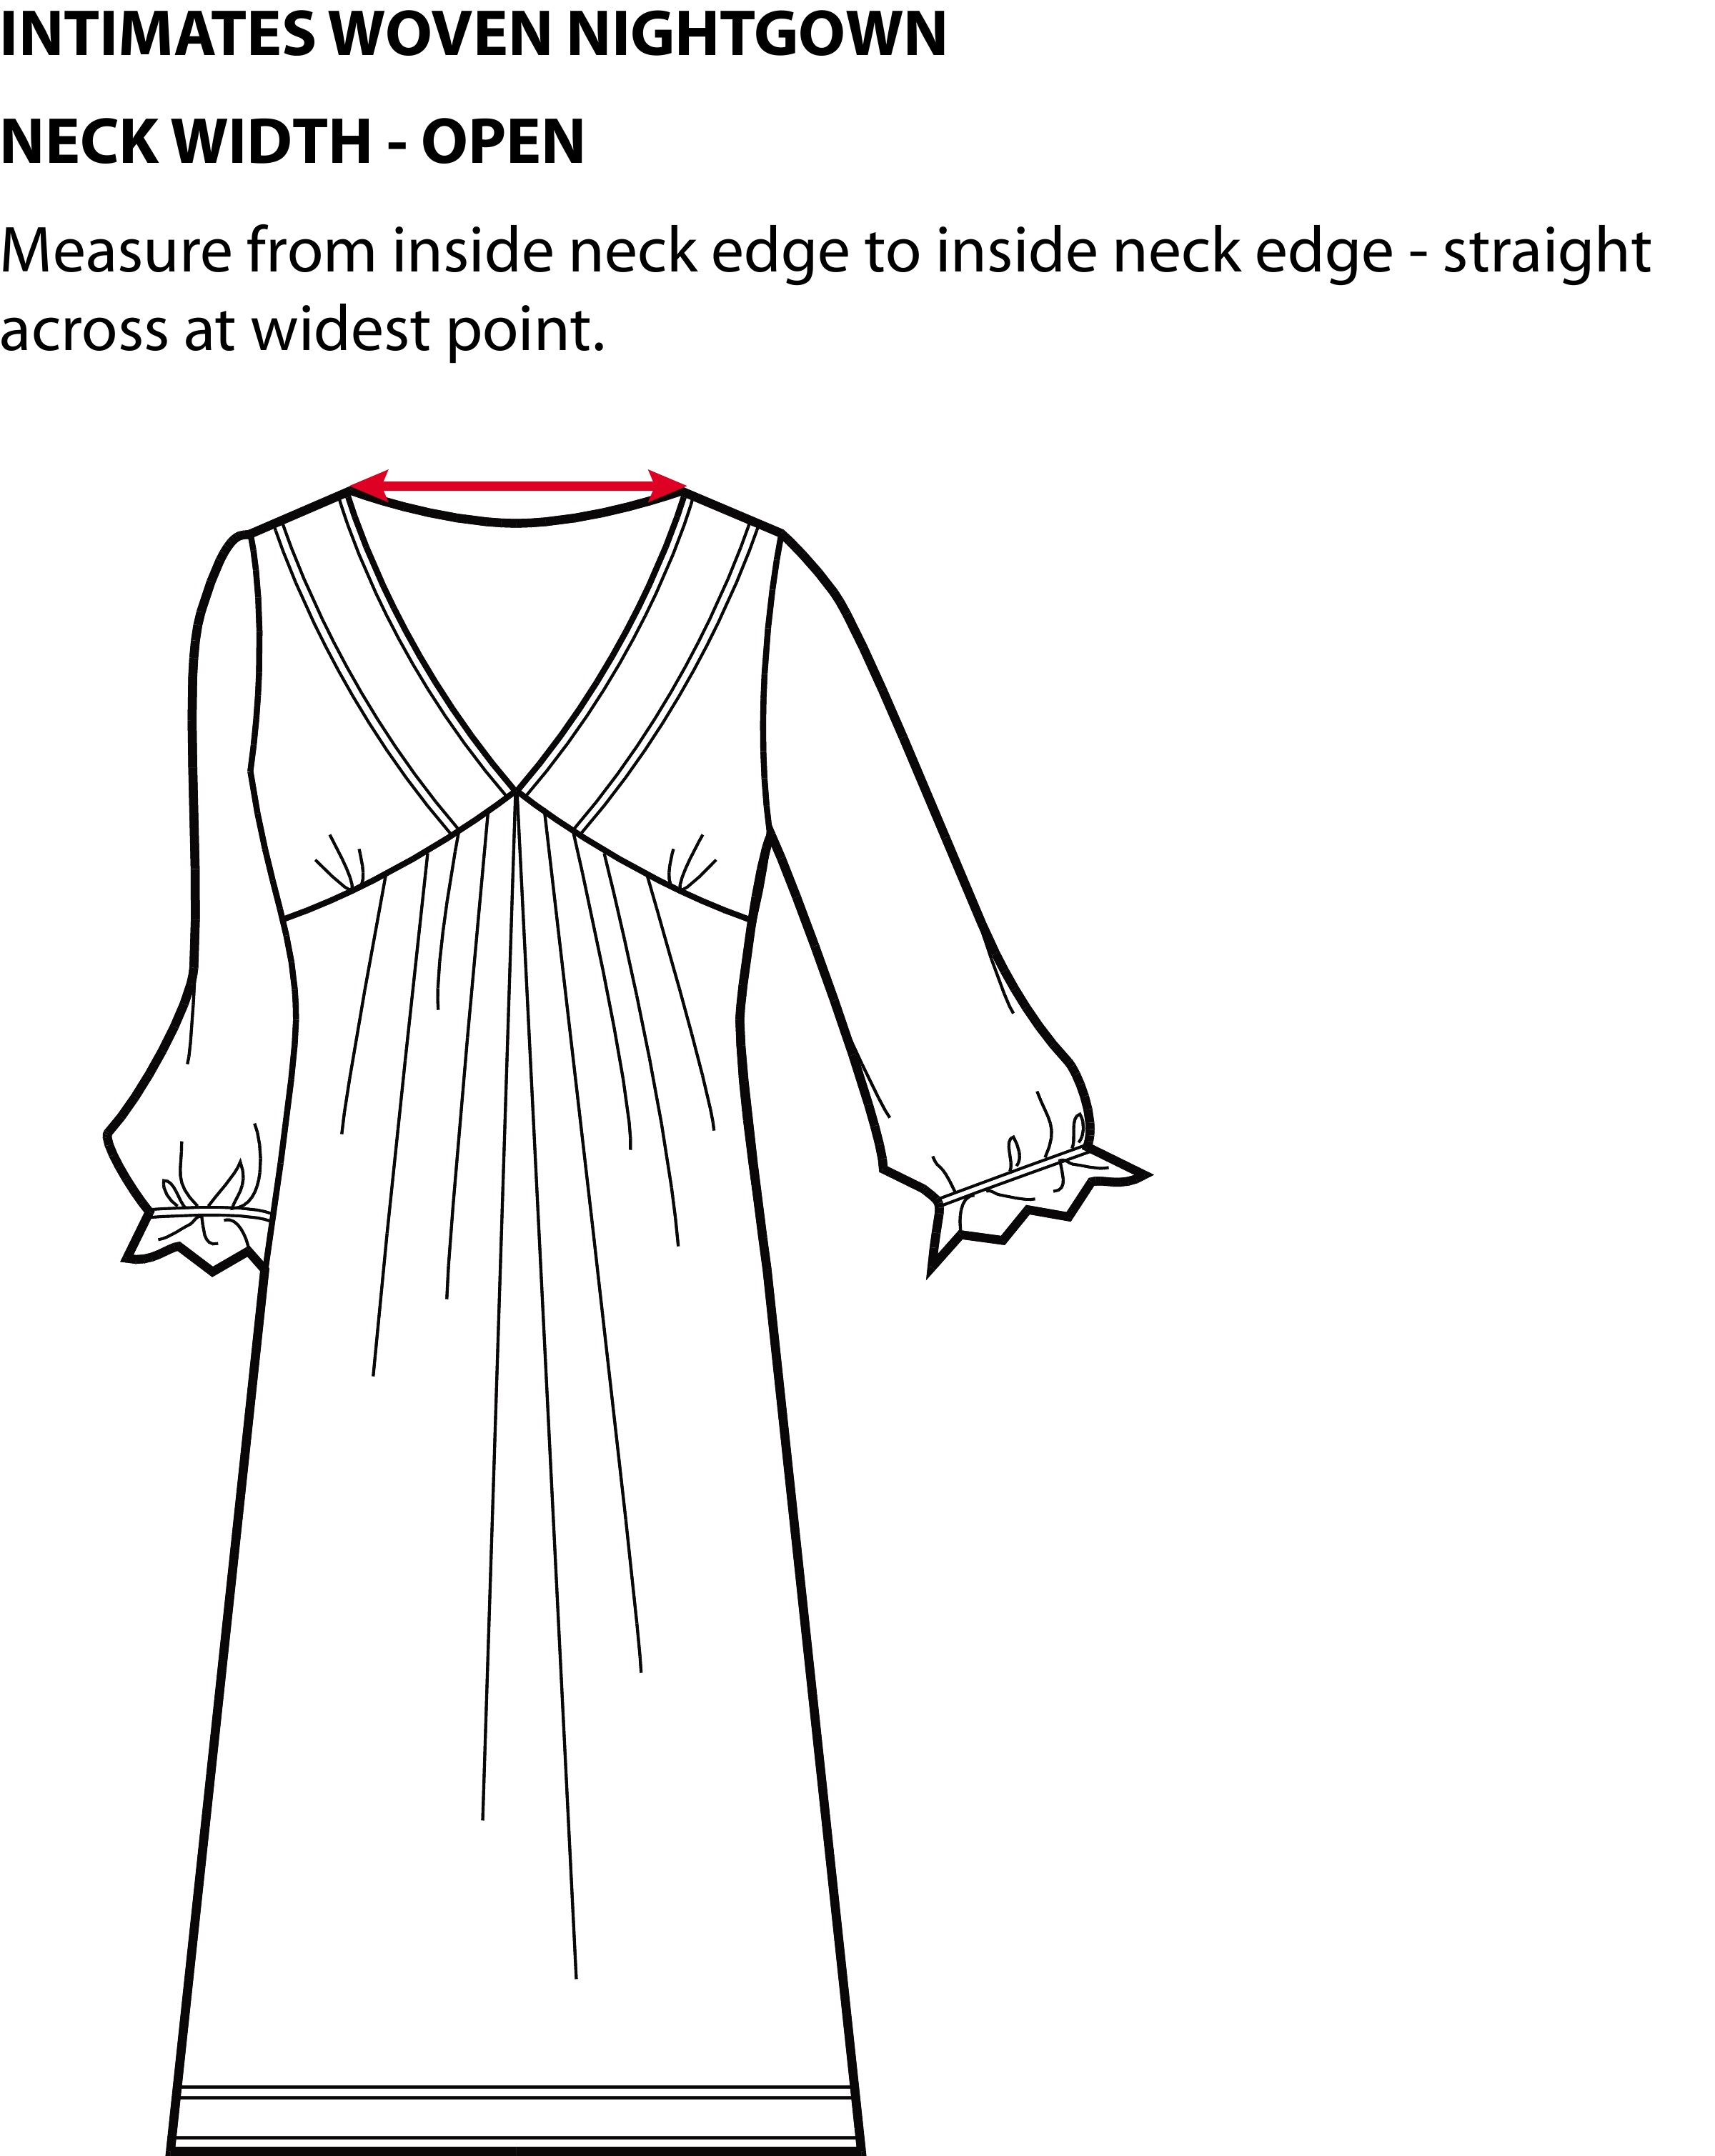 INTIMATES WOVEN NIGHTGOWN
NECK WIDTH - OPEN
Measure from inside neck edge to inside neck edge - straight
across at widest point.